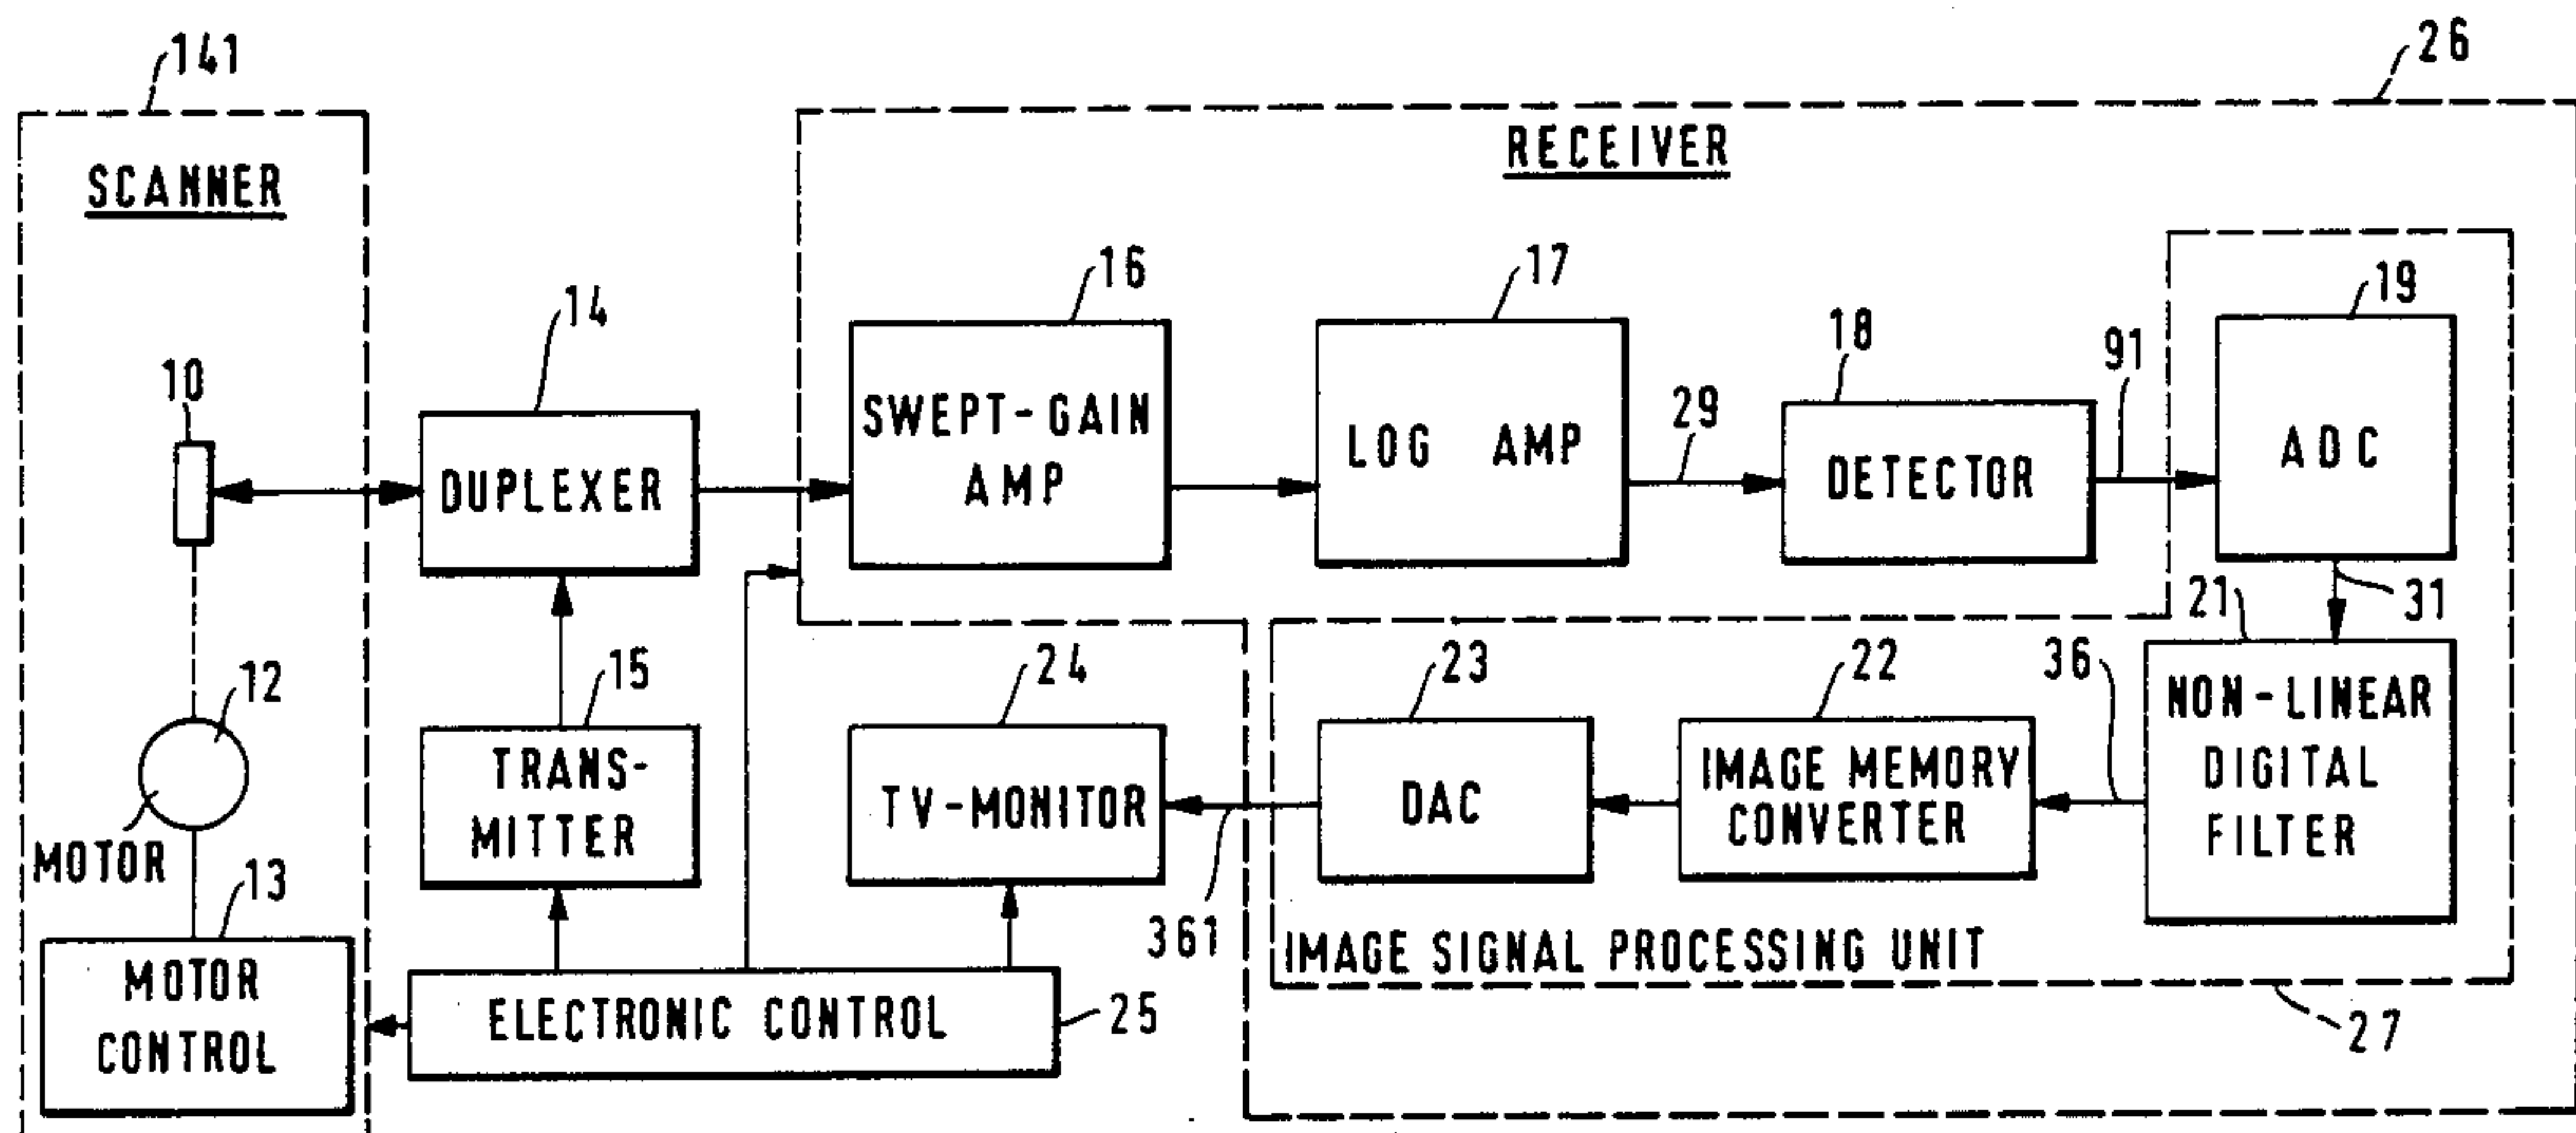 141
26
RECEIVER
SCANNER
16
17
19
14
18
91
10
29
SWEPT-GAIN
AMP
LOG AMP
ADC
DUPLEXER
DETECTOR
21
31
15
24
23
22
36
12
NON-LINEAR
DIGITAL
FILTER
TRANS-
MITTER
TV-MONITOR
DAC
IMAGE MEMORY
CONVERTER
MOTOR
13
361
IMAGE SIGNAL PROCESSING UNIT
MOTOR
CONTROL
ELECTRONIC CONTROL
25
27